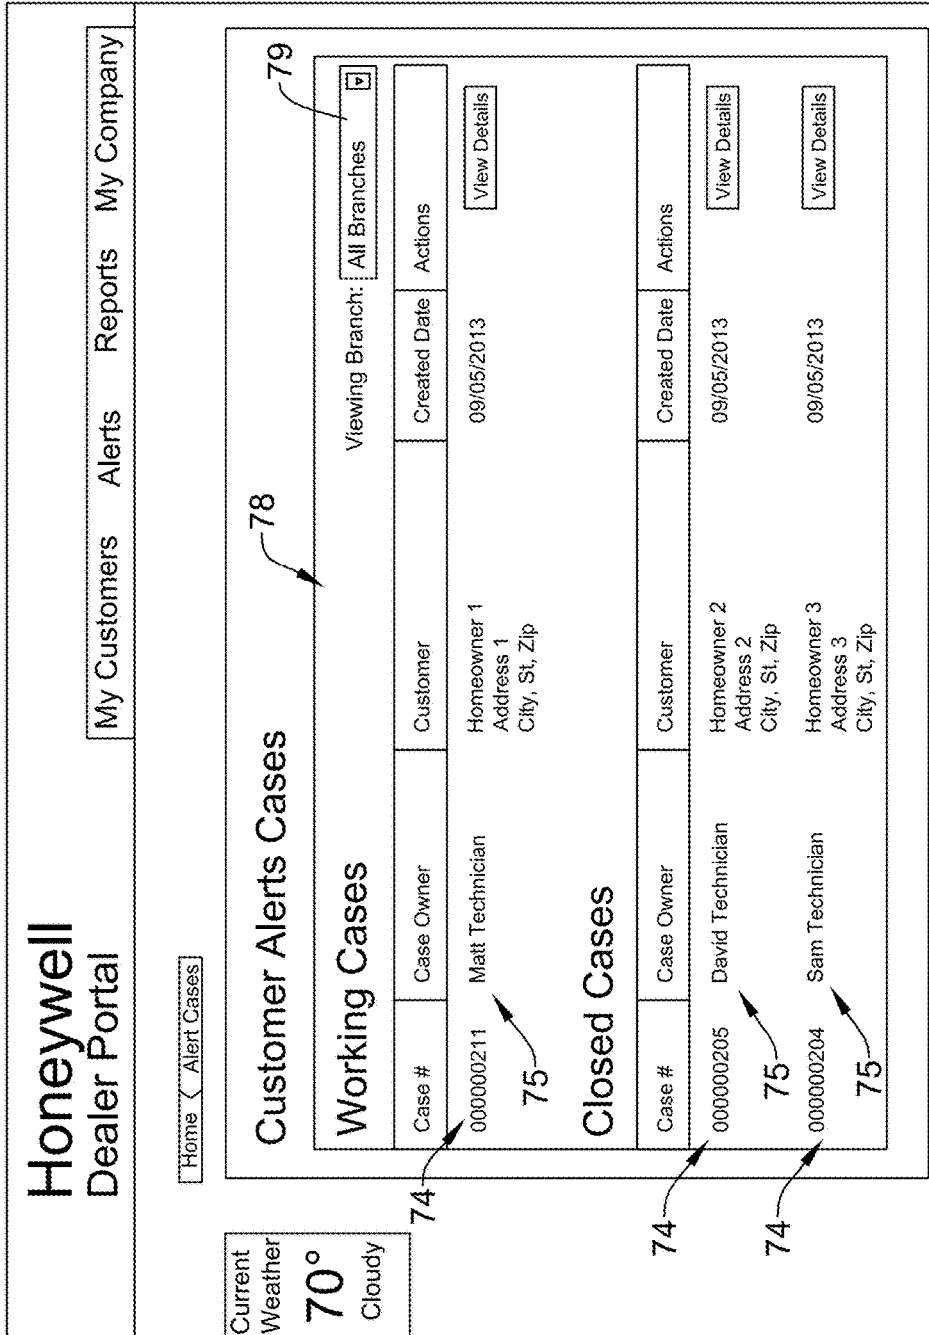 Honeywell
Dealer Portal
My Customers Alerts Reports My Company
Home < Alert Cases
Current
Weather
70°
Cloudy
Customer Alerts Cases
78
79
Working Cases
Viewing Branch: All Branches
Case # Case Owner Customer Created Date Actions
000000211 Matt Technician Homeowner 1 09/05/2013 View Details
Address 1
City, St, Zip
74
75
Closed Cases
Case # Case Owner Customer Created Date Actions
000000205 David Technician Homeowner 2 09/05/2013 View Details
Address 2
City, St, Zip
74
75
000000204 Sam Technician Homeowner 3 09/05/2013 View Details
Address 3
City, St, Zip
74
75